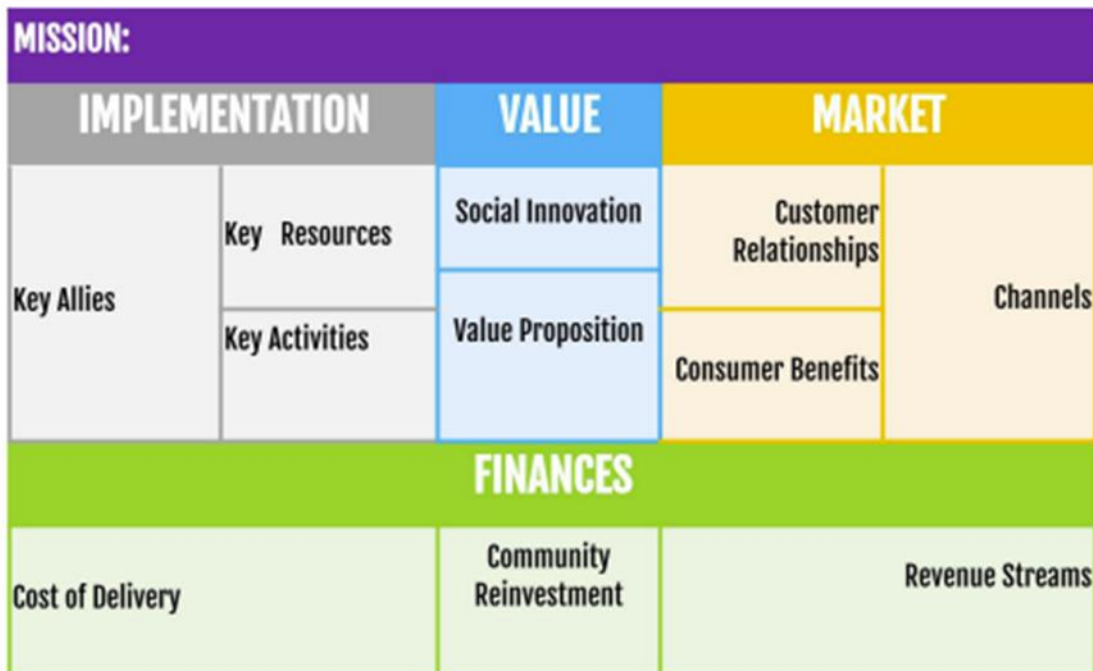 MISSION:
IMPLEMENTATION
VALUE
MARKET
Key Allies
Key Resources
Key Activities
Social Innovation
Value Proposition
Customer
Relationships
Consumer Benefits
Channels
FINANCES
Cost of Delivery
Community
Reinvestment
Revenue Streams